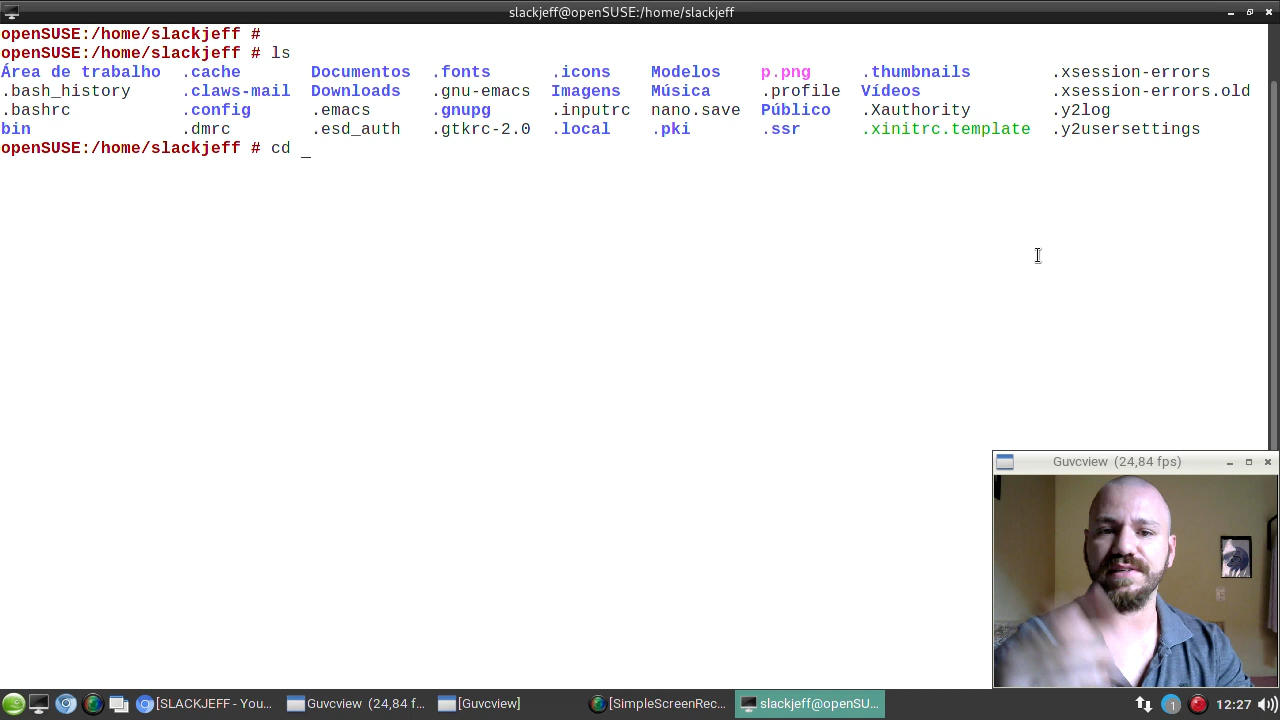 slackjeff@openSUSE:/home/slackjeff
openSUSE:/home/slackjeff #
openSUSE:/home/slackjeff # ls
Área de trabalho .cache Documentos .fonts .icons Modelos p.png .thumbnails .xsession-errors
.bash_history .claws-mail Downloads .gnu-emacs Imagens Música .profile Vídeos .xsession-errors.old
.bashrc .config .emacs .gnupg .inputrc nano.save Público .Xauthority .y2log
bin .dmrc .esd_auth .gtkrc-2.0 .local .pki .ssr .xinitrc.template .y2usersettings
openSUSE:/home/slackjeff # cd _
Guvcview (24,84 fps)
[SLACKJEFF - You... Guvcview (24,84 f... [Guvcview] [SimpleScreenRec... slackjeff@openSU... 1 12:27